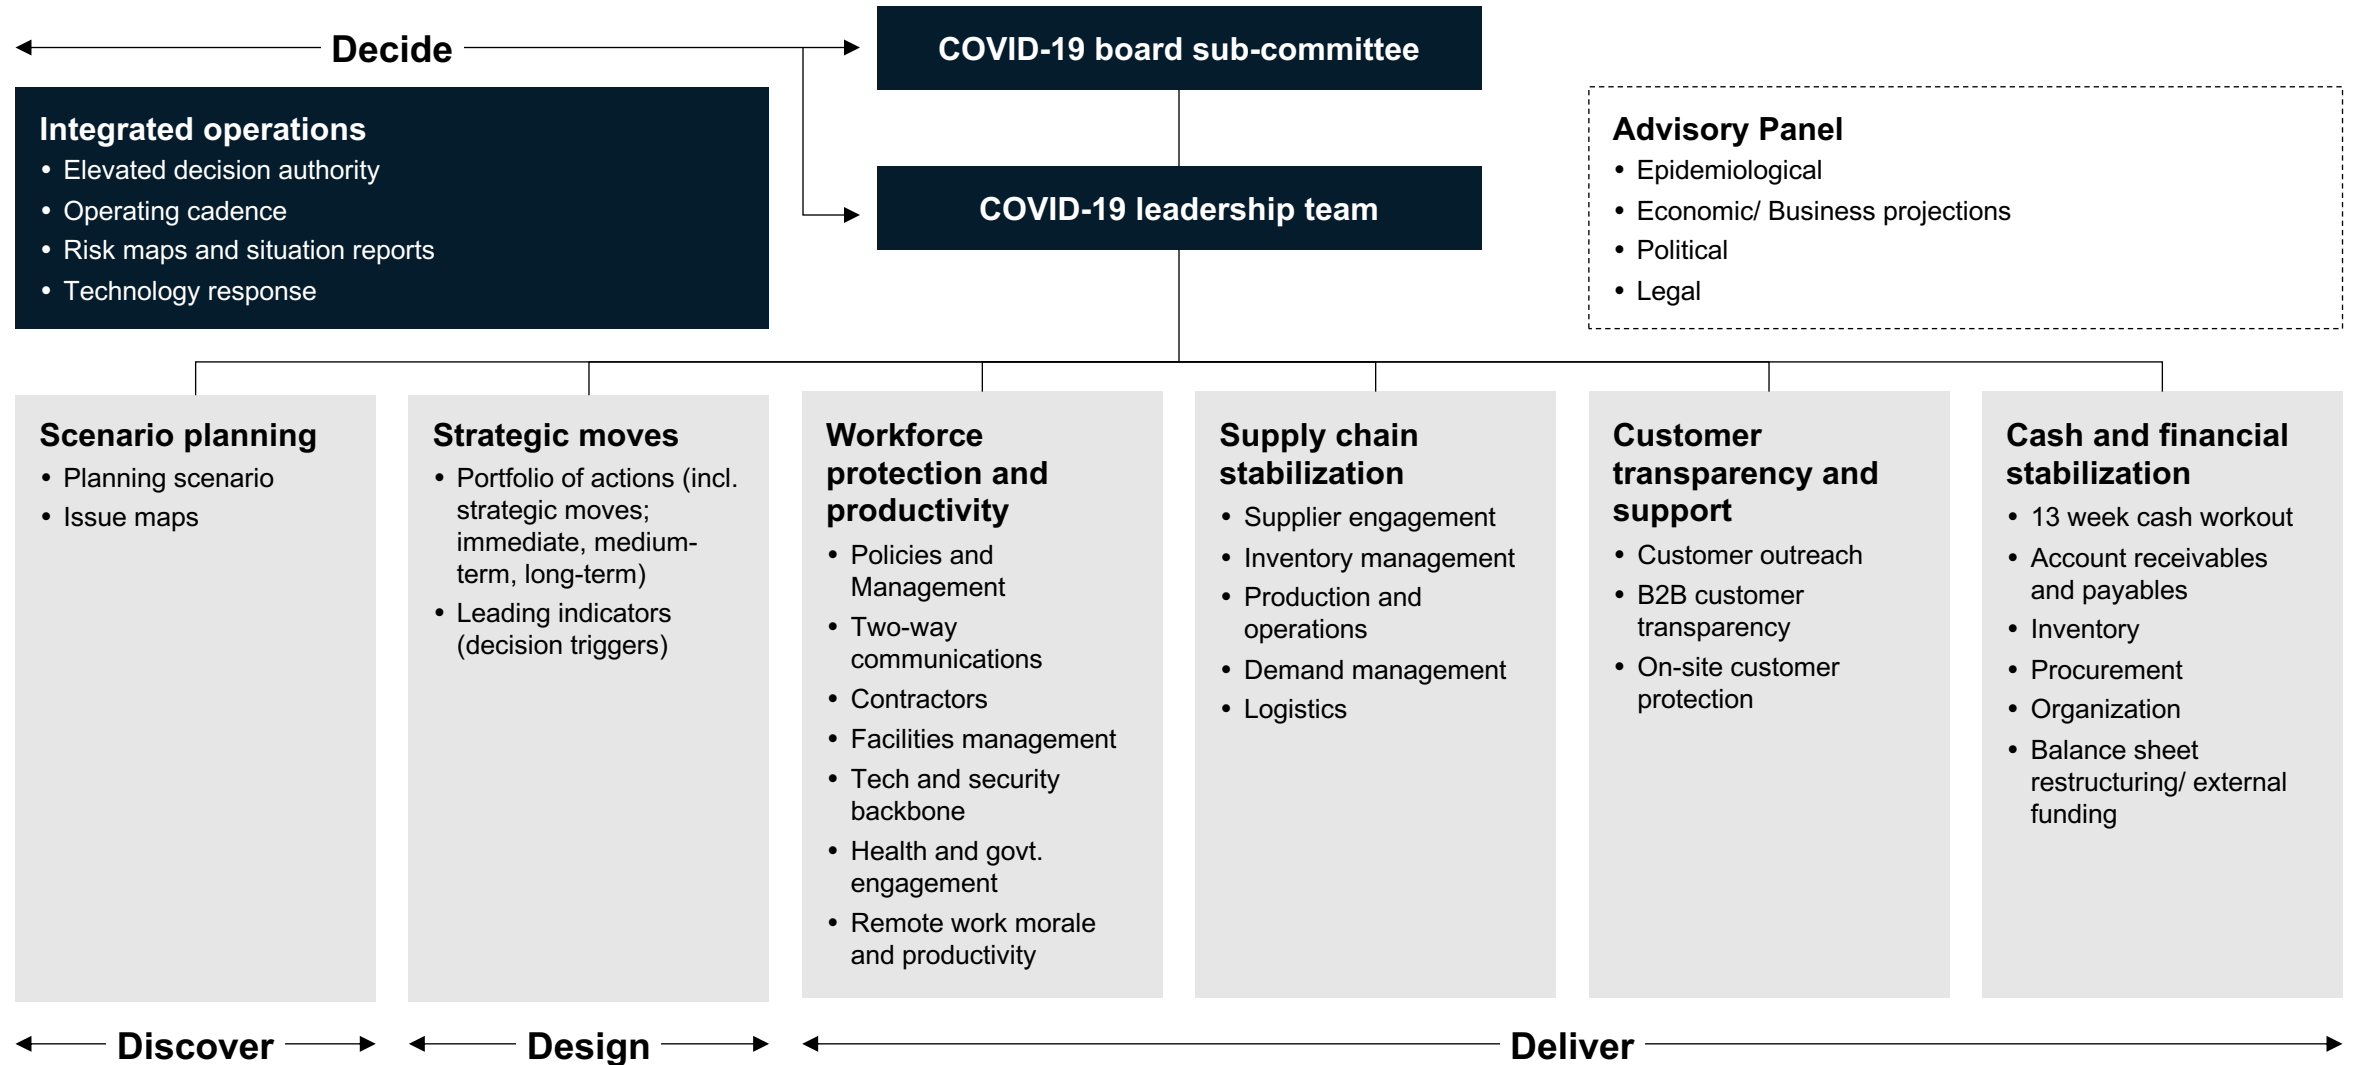 Decide
COVID-19 board sub-committee
Integrated operations
• Elevated decision authority
• Operating cadence
• Risk maps and situation reports
• Technology response
COVID-19 leadership team
Advisory Panel
• Epidemiological
• Economic/ Business projections
• Political
• Legal
Scenario planning
• Planning scenario
• Issue maps
Strategic moves
• Portfolio of actions (incl.
strategic moves;
immediate, medium-
term, long-term)
• Leading indicators
(decision triggers)
Workforce
protection and
productivity
• Policies and
Management
• Two-way
communications
• Contractors
• Facilities management
• Tech and security
backbone
• Health and govt.
engagement
• Remote work morale
and productivity
Supply chain
stabilization
• Supplier engagement
• Inventory management
• Production and
operations
• Demand management
• Logistics
Customer
transparency and
support
• Customer outreach
• B2B customer
transparency
• On-site customer
protection
Cash and financial
stabilization
• 13 week cash workout
• Account receivables
and payables
• Inventory
• Procurement
• Organization
• Balance sheet
restructuring/ external
funding
Discover
Design
Deliver